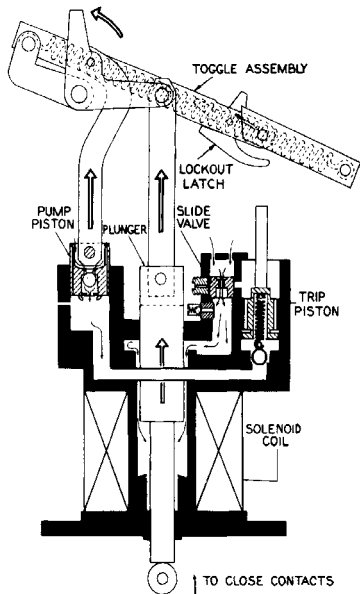 TOGGLE ASSEMBLY
LOCKOUT
LATCH
PUMP
PISTON
PLUNGER
SLIDE
VALVE
TRIP
PISTON
SOLENOID
COIL
TO CLOSE CONTACTS